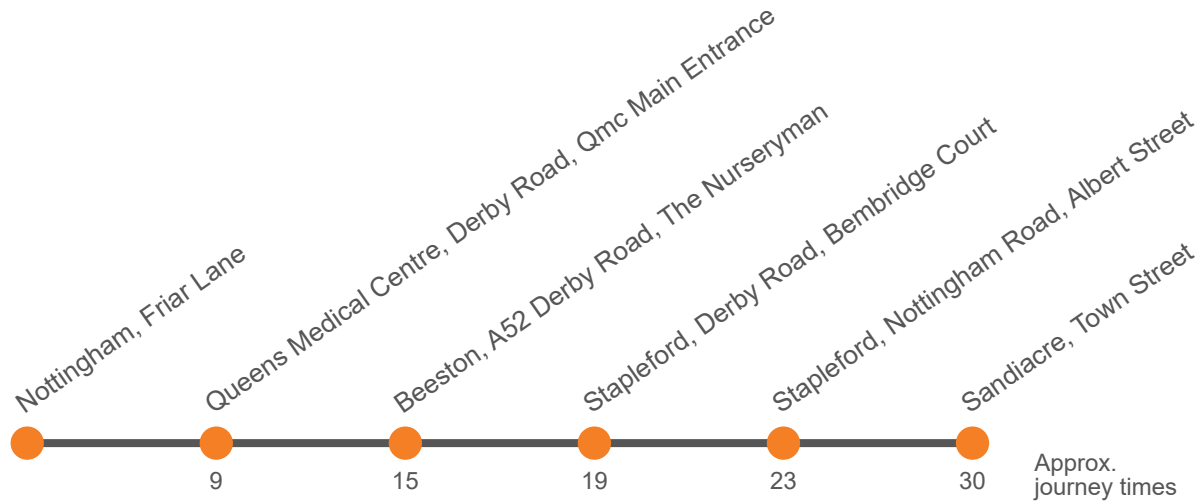 Nottingham, Friar Lane
Queens Medical Centre, Derby Road, Qmc Main Entrance
Beeston, A52 Derby Road, The Nurseryman
Stapleford, Derby Road, Bembridge Court
Stapleford, Nottingham Road, Albert Street
Sandiacre, Town Street
9
15
19
23
30
Approx.
journey times